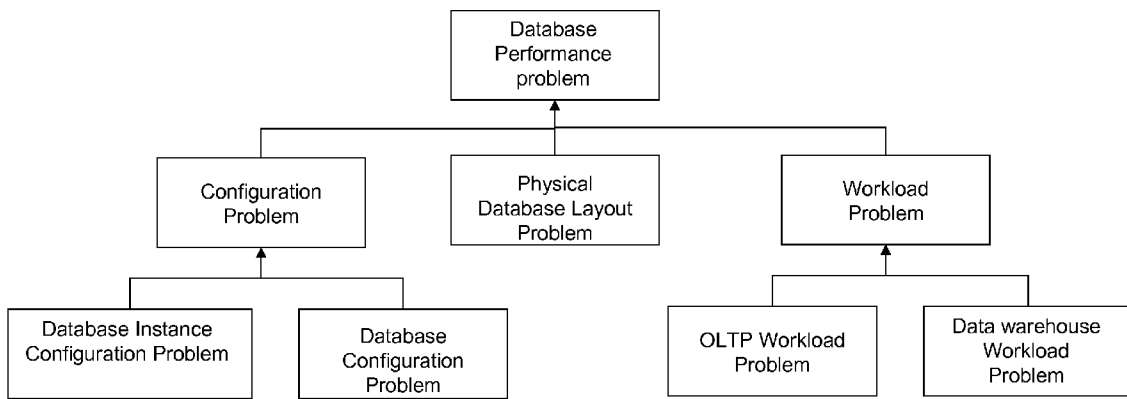 Database
Performance
problem
Configuration
Problem
Physical
Database Layout
Problem
Workload
Problem
Database Instance
Configuration Problem
Database
Configuration
Problem
OLTP Workload
Problem
Data warehouse
Workload
Problem